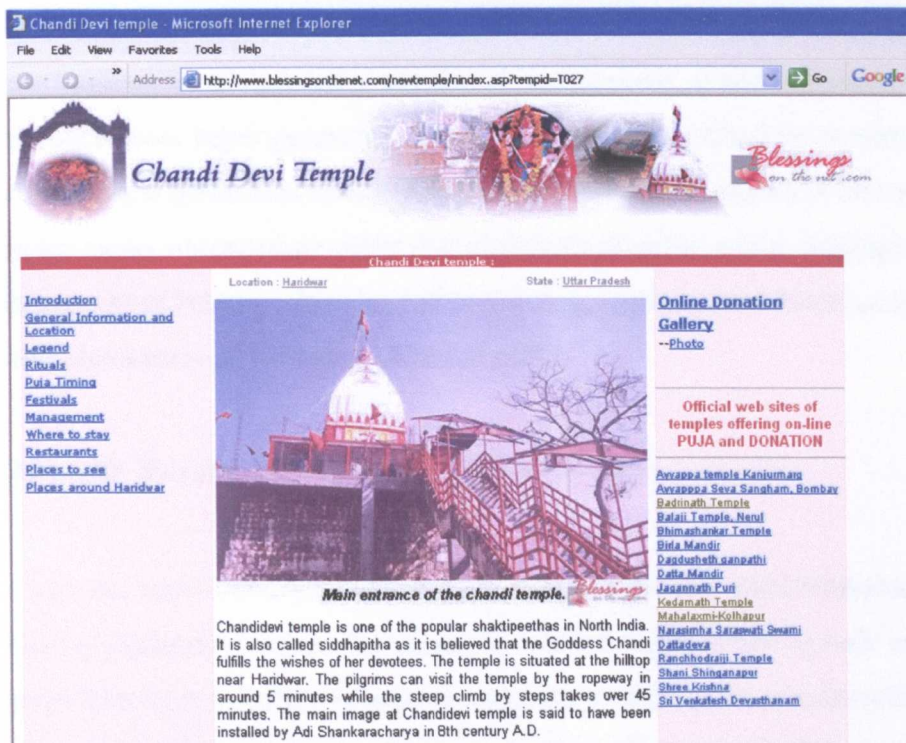 Chandi Devi temple - Microsoft Internet Explorer
File Edit View Favorites Tools Help
» Address http://www.blessingsonthenet.com/newtemple/nindex.asp?tempid=T027 Go Google
Chandi Devi Temple
Blessings
on the net .com
Chandi Devi temple :
Location : Haridwar State : Uttar Pradesh
Introduction
General Information and
Location
Legend
Rituals
Puja Timing
Festivals
Management
Where to stay
Restaurants
Places to see
Places around Haridwar
Main entrance of the chandi temple.
Blessings
Chandidevi temple is one of the popular shaktipeethas in North India.
It is also called siddhapitha as it is believed that the Goddess Chandi
fulfills the wishes of her devotees. The temple is situated at the hilltop
near Haridwar. The pilgrims can visit the temple by the ropeway in
around 5 minutes while the steep climb by steps takes over 45
minutes. The main image at Chandidevi temple is said to have been
installed by Adi Shankaracharya in 8th century A.D.
Online Donation
Gallery
--Photo
Official web sites of
temples offering on-line
PUJA and DONATION
Ayyappa temple Kanjumarg
Ayyapppa Seva Sangham, Bombay
Badrinath Temple
Balaji Temple, Nerul
Bhimashankar Temple
Birla Mandir
Dagdusheth ganpathi
Datta Mandir
Jagannath Puri
Kedarnath Temple
Mahalaxmi-Kolhapur
Narasimha Saraswati Swami
Dattadeva
Ranchhodraiji Temple
Shani Shinganapur
Shree Krishna
Sri Venkatesh Devasthanam